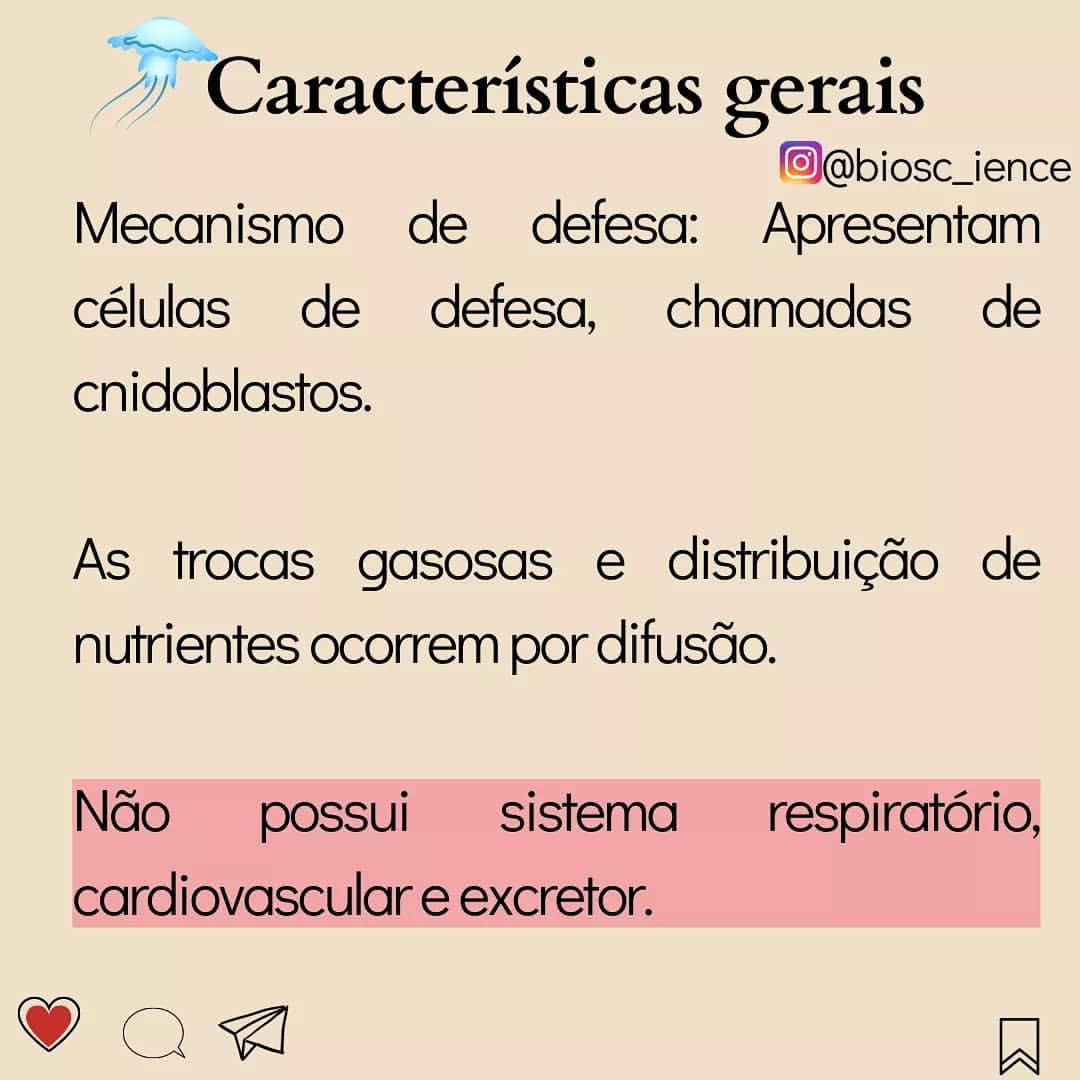 Características gerais
@biosc_ience
Mecanismo de defesa: Apresentam
células de defesa, chamadas de
cnidoblastos.
As trocas gasosas e distribuição de
nutrientes ocorrem por difusão.
Não possui sistema respiratório,
cardiovascular e excretor.